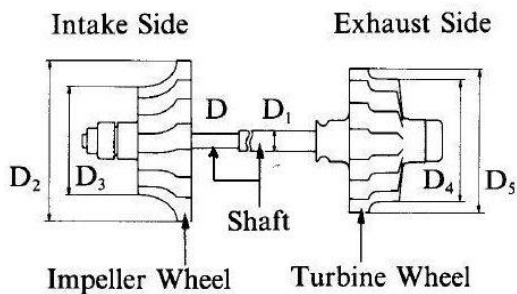 Intake Side
Exhaust Side
D
D₁
D₂
D₃
D₄
D₅
Shaft
Impeller Wheel
Turbine Wheel